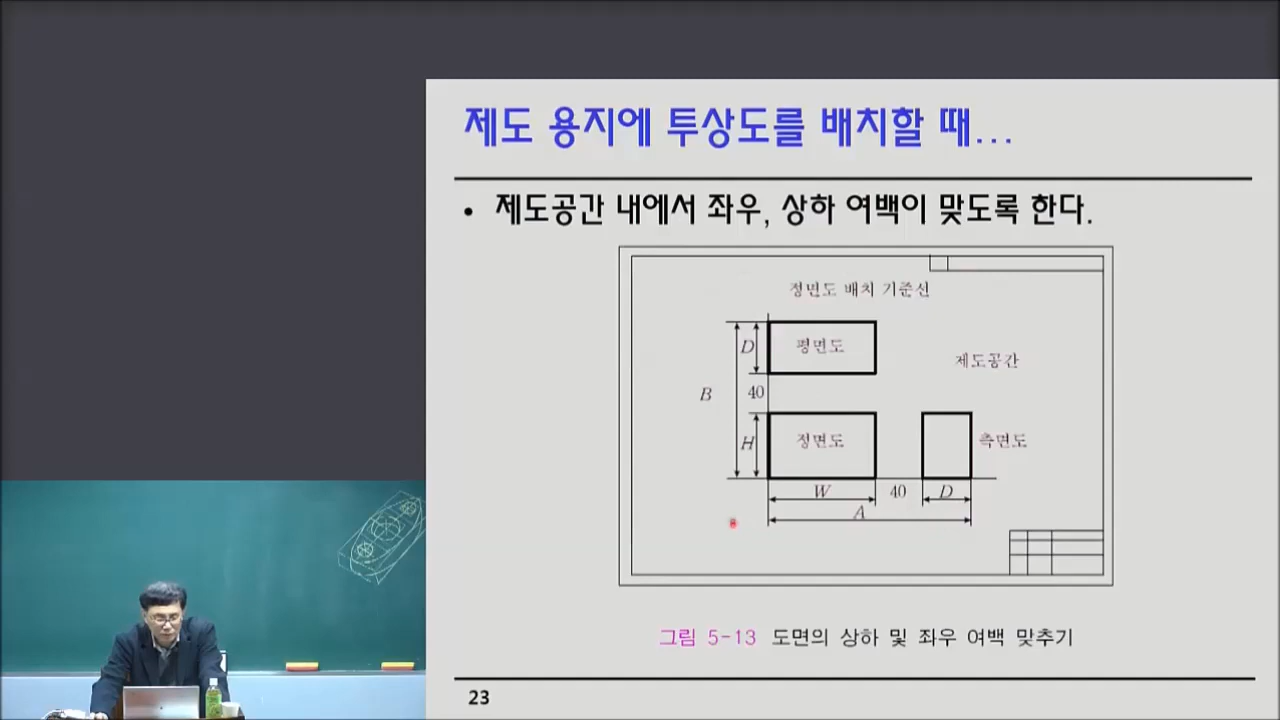 제도 용지에 투상도를 배치할 때...
• 제도공간 내에서 좌우, 상하 여백이 맞도록 한다.
정면도 배치 기준선
D
평면도
제도공간
B
40
H
정면도
측면도
W
40
D
A
그림 5-13 도면의 상하 및 좌우 여백 맞추기
23